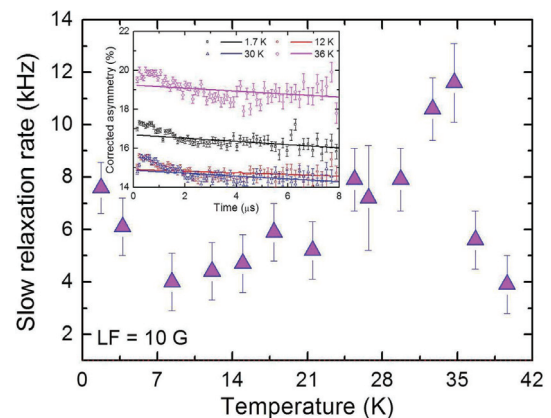 Slow relaxation rate (kHz)
14
12
10
8
6
4
2
0 7 14 21 28 35 42
Temperature (K)
LF = 10 G
Corrected asymmetry (%)
22
20
18
16
14
0 2 4 6 8
Time (μs)
1.7 K 12 K
30 K 36 K